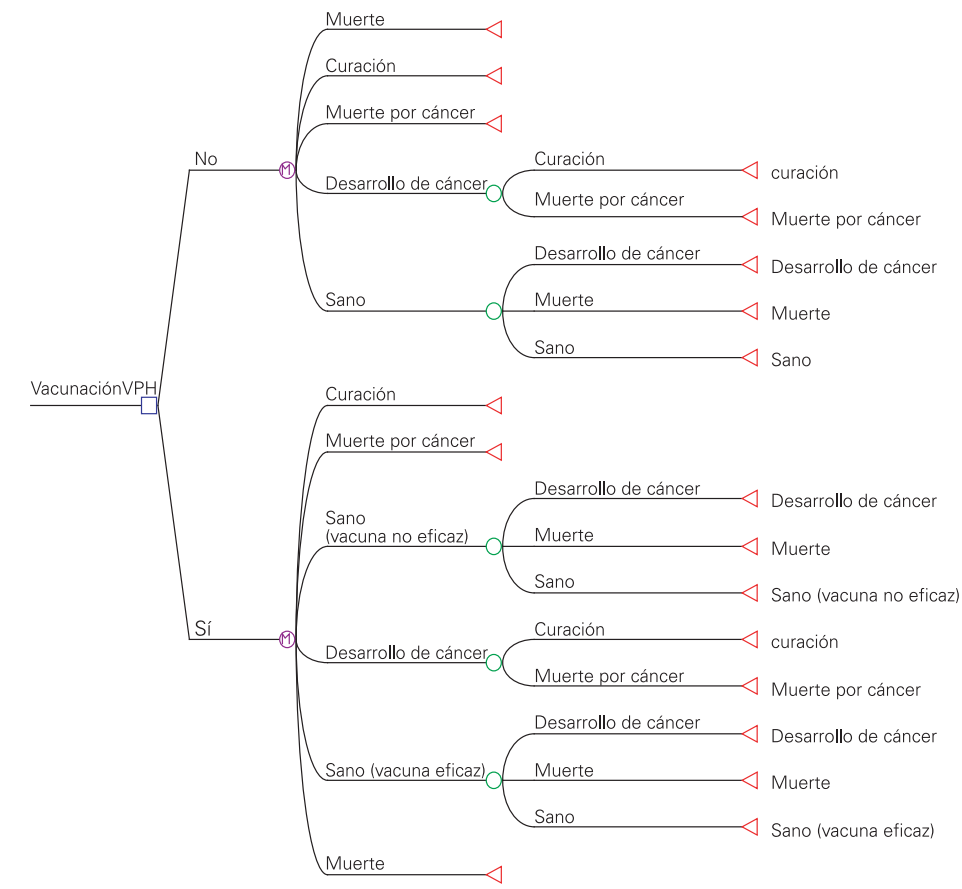 Muerte
Curación
Muerte por cáncer
No
M
Desarrollo de cáncer
Curación
curación
Muerte por cáncer
Muerte por cáncer
Sano
Desarrollo de cáncer
Desarrollo de cáncer
Muerte
Muerte
Sano
Sano
VacunaciónVPH
Curación
Muerte por cáncer
Sano
(vacuna no eficaz)
Desarrollo de cáncer
Desarrollo de cáncer
Muerte
Muerte
Sano
Sano (vacuna no eficaz)
Sí
M
Desarrollo de cáncer
Curación
curación
Muerte por cáncer
Muerte por cáncer
Sano (vacuna eficaz)
Desarrollo de cáncer
Desarrollo de cáncer
Muerte
Muerte
Sano
Sano (vacuna eficaz)
Muerte